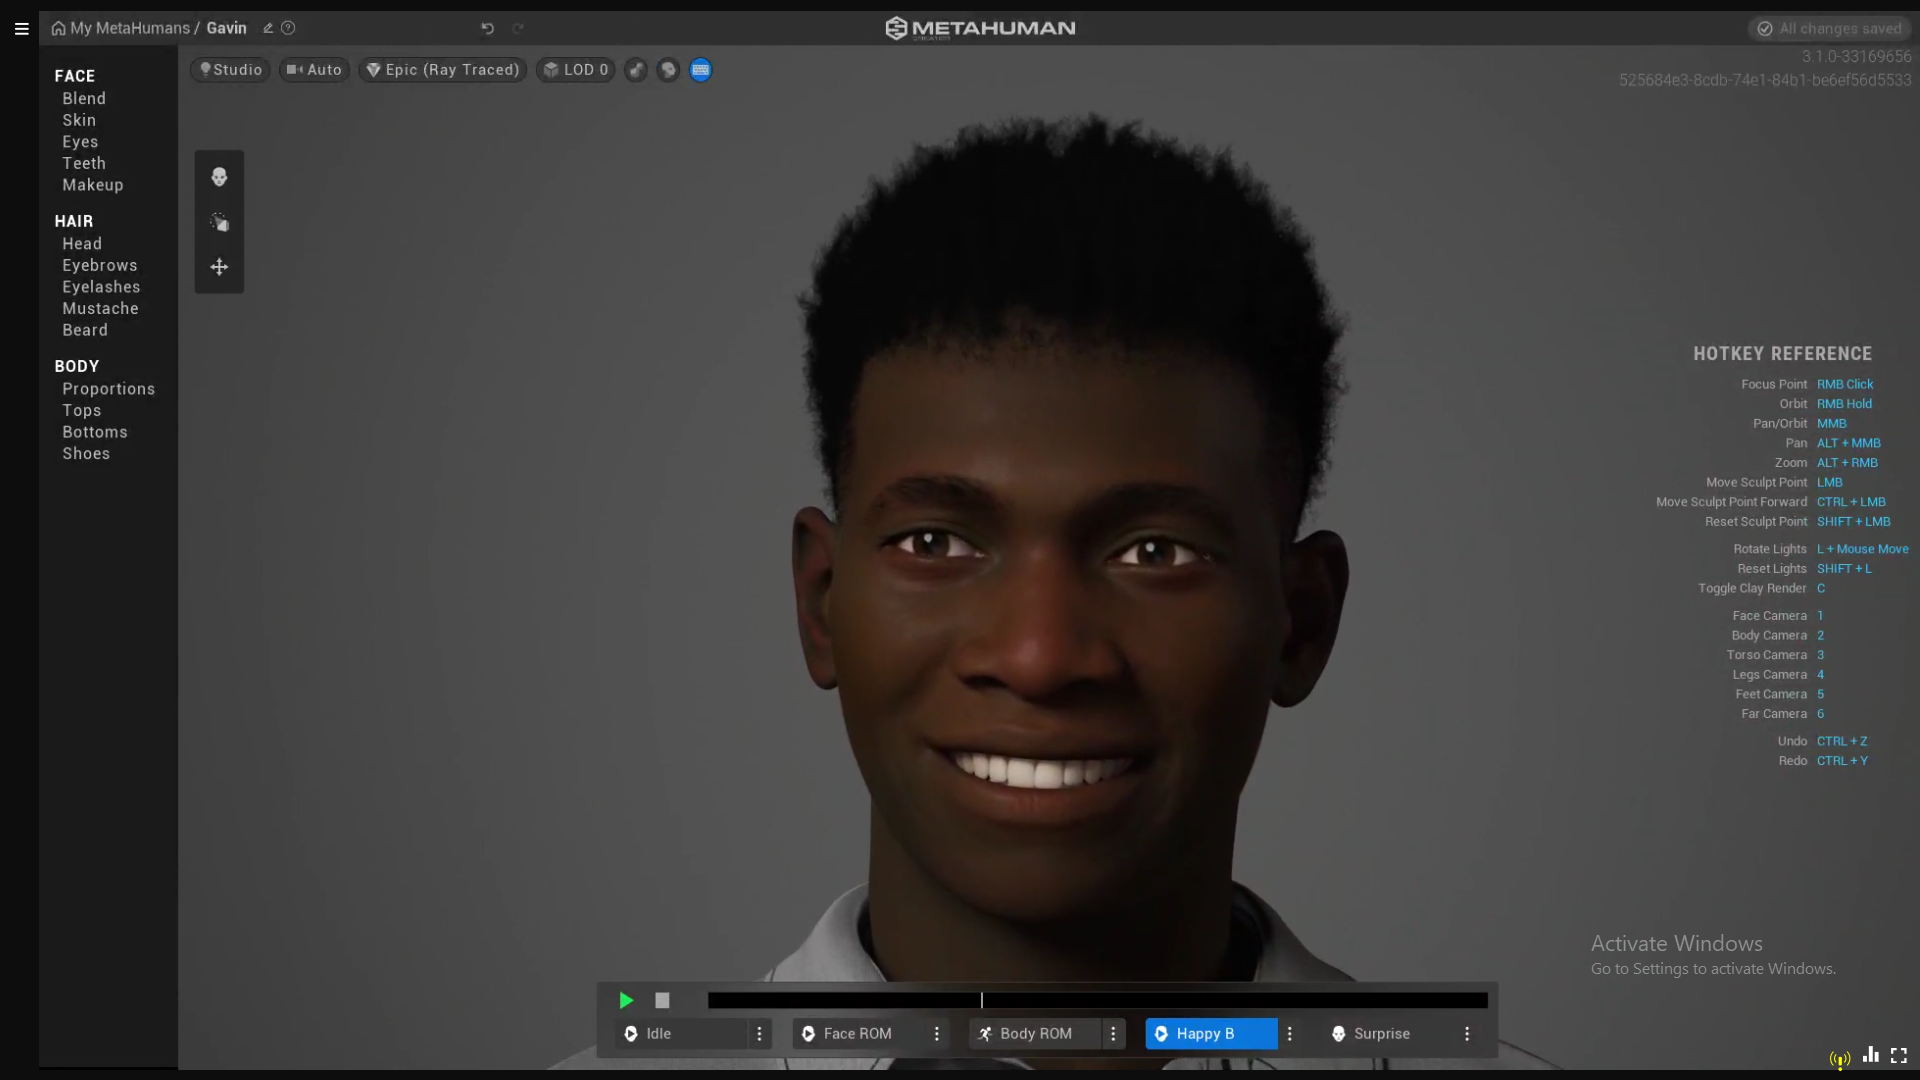 My MetaHumans / Gavin
METAHUMAN
CREATOR
All changes saved
3.1.0-33169656
525684e3-8cdb-74e1-84b1-be6ef56d5533
Studio
Auto
Epic (Ray Traced)
LOD 0
FACE
Blend
Skin
Eyes
Teeth
Makeup
HAIR
Head
Eyebrows
Eyelashes
Mustache
Beard
BODY
Proportions
Tops
Bottoms
Shoes
HOTKEY REFERENCE
Focus Point RMB Click
Orbit RMB Hold
Pan/Orbit MMB
Pan ALT + MMB
Zoom ALT + RMB
Move Sculpt Point LMB
Move Sculpt Point Forward CTRL + LMB
Reset Sculpt Point SHIFT + LMB
Rotate Lights L + Mouse Move
Reset Lights SHIFT + L
Toggle Clay Render C
Face Camera 1
Body Camera 2
Torso Camera 3
Legs Camera 4
Feet Camera 5
Far Camera 6
Undo CTRL + Z
Redo CTRL + Y
Activate Windows
Go to Settings to activate Windows.
Idle
Face ROM
Body ROM
Happy B
Surprise